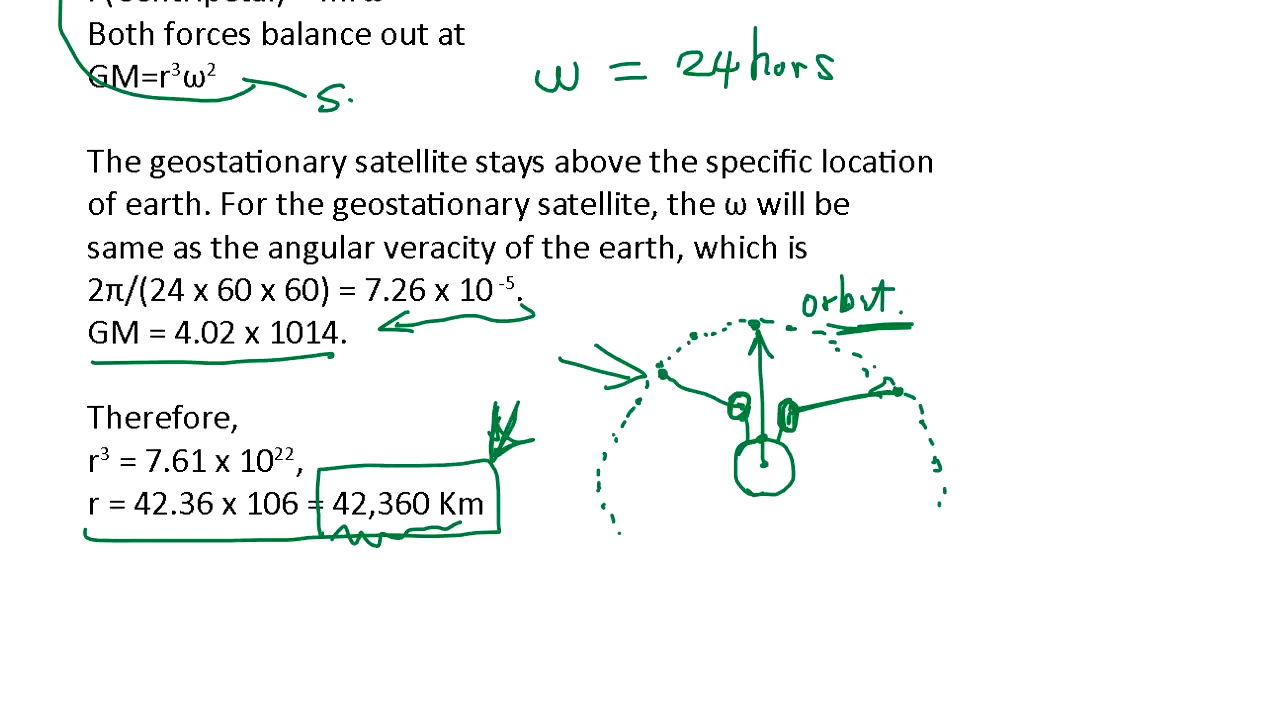 Both forces balance out at
GM=r³ω²
ω = 24 hors
S.
The geostationary satellite stays above the specific location
of earth. For the geostationary satellite, the ω will be
same as the angular veracity of the earth, which is
2π/(24 x 60 x 60) = 7.26 x 10 ⁻⁵.
orbit.
GM = 4.02 x 1014.
Therefore,
r³ = 7.61 x 10²²,
r = 42.36 x 106 = 42,360 Km